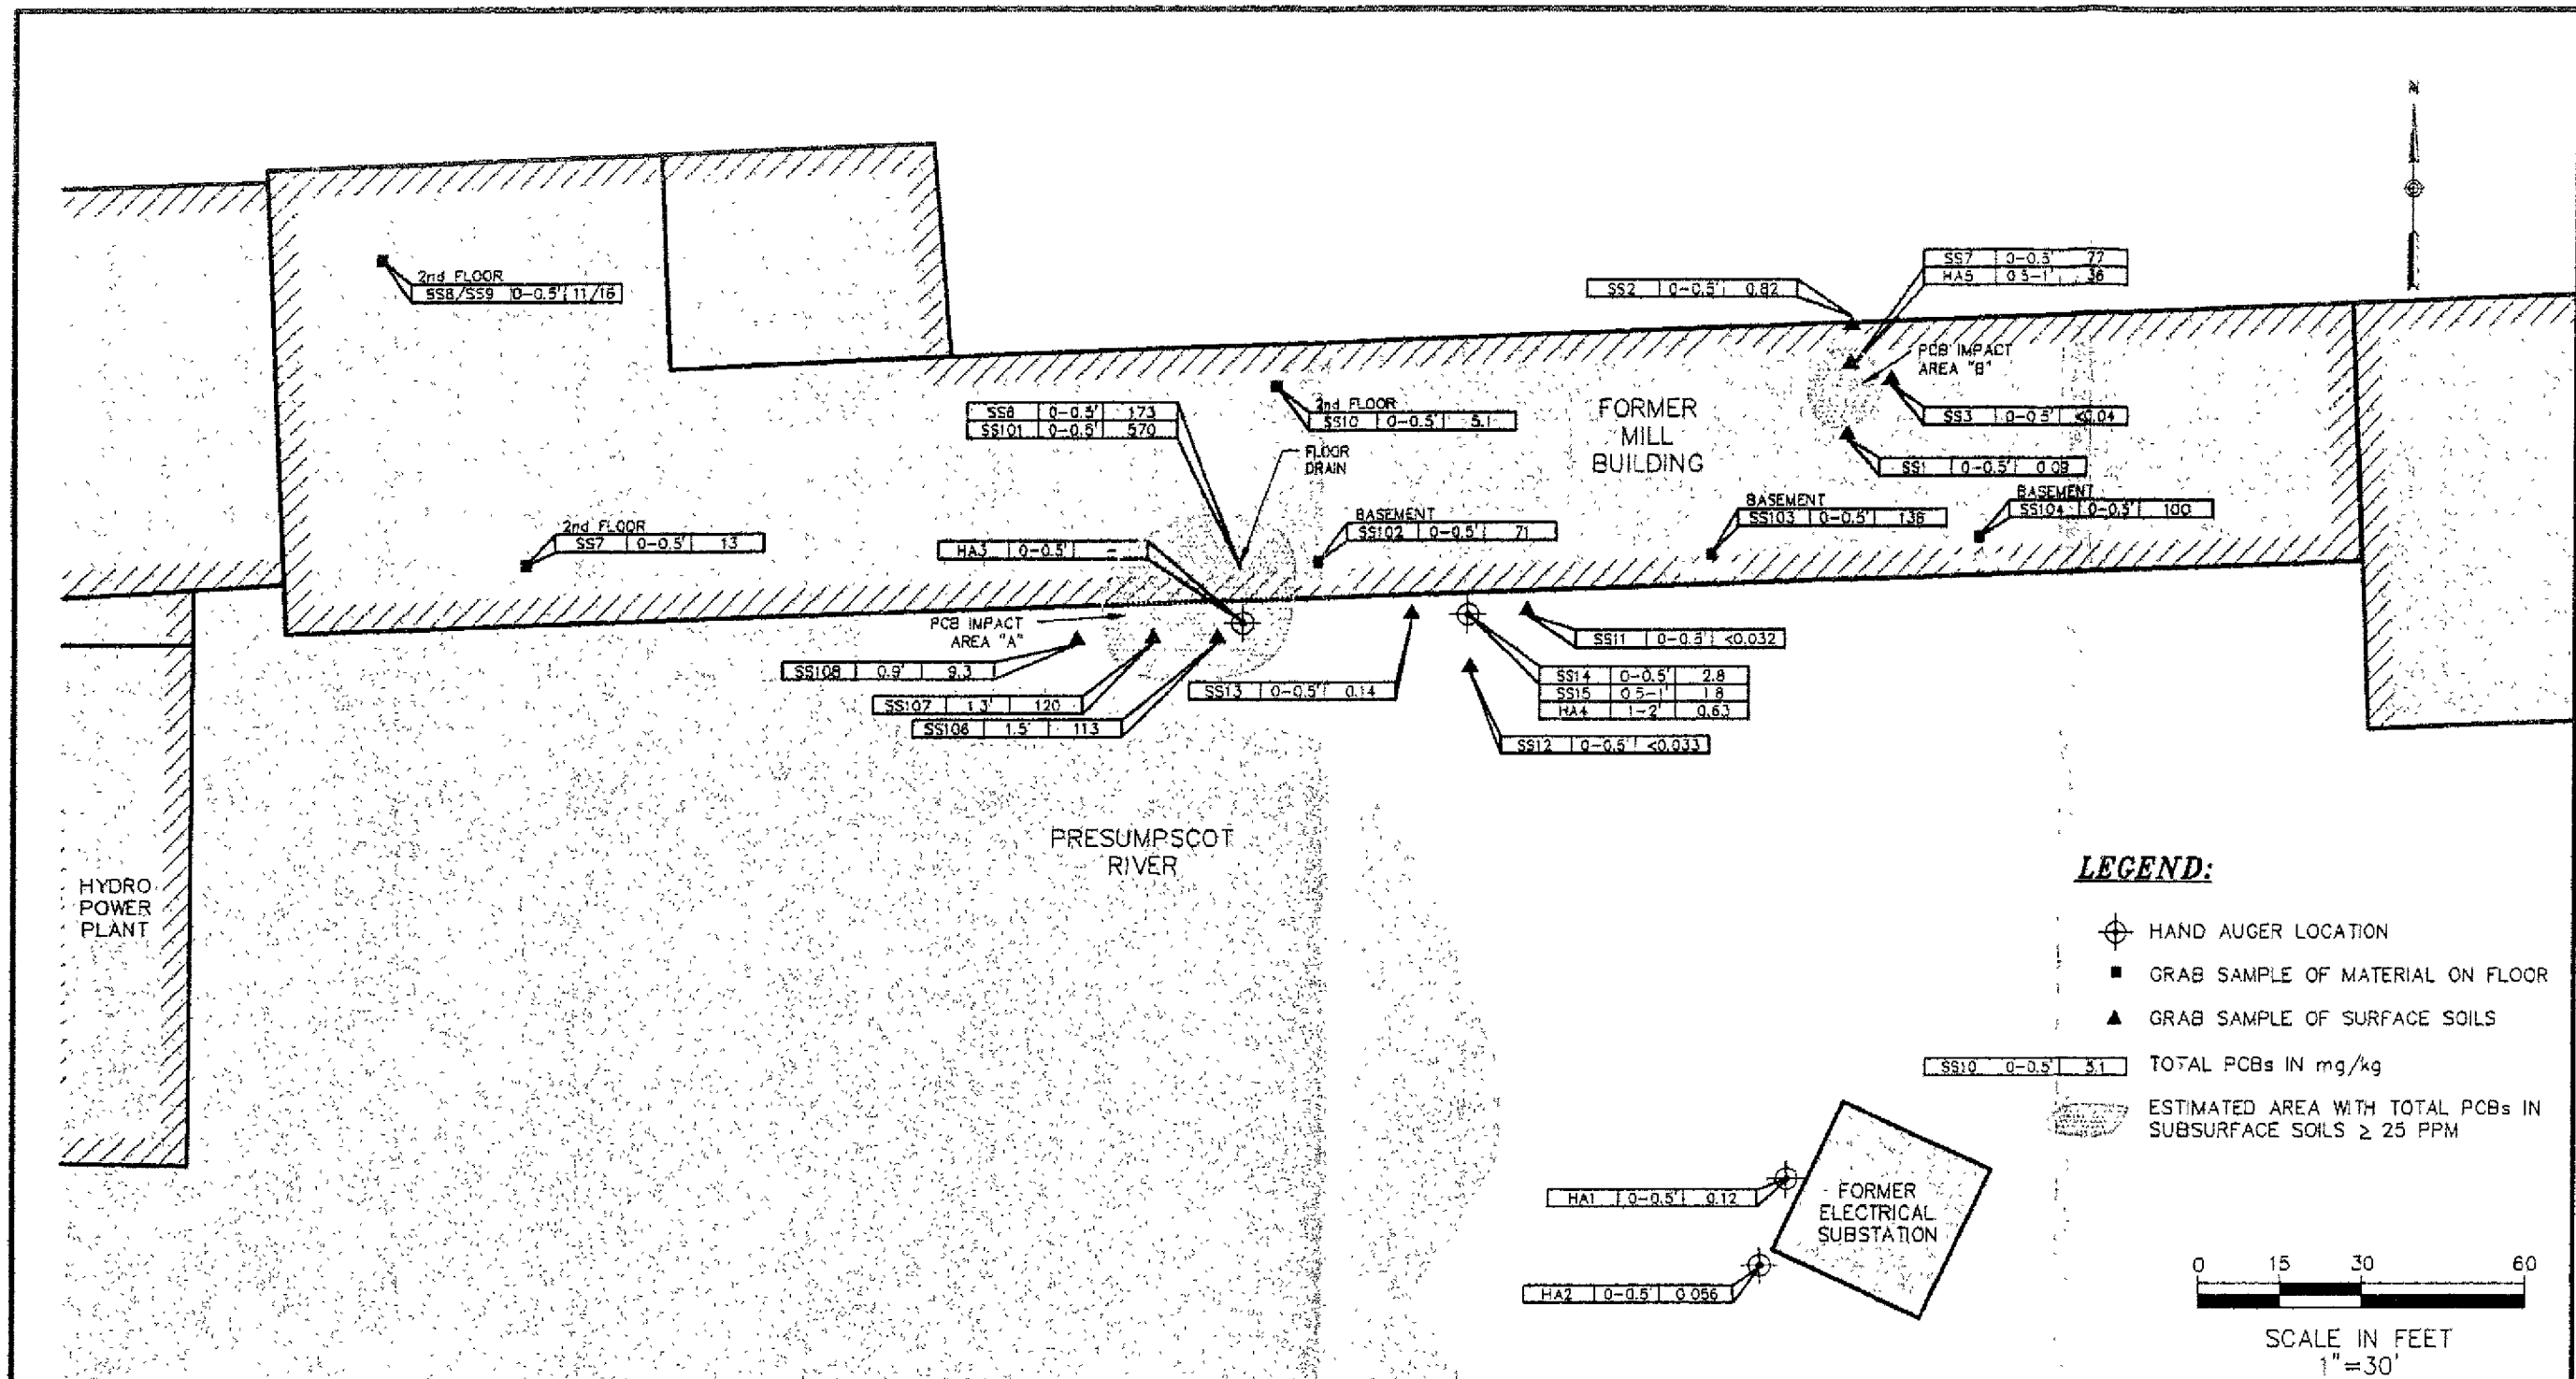 N
2nd FLOOR
SS8/SS9 0-0.5' 11/16
SS2 0-0.5' 0.82
SS7 0-0.5' 77
HA5 0.5-1' 36
PCB IMPACT
AREA "B"
SS3 0-0.5' <0.04
SS1 0-0.5' 0.09
SS6 0-0.5' 173
SS101 0-0.5' 570
2nd FLOOR
SS10 0-0.5' 5.1
FLOOR
DRAIN
FORMER
MILL
BUILDING
2nd FLOOR
SS7 0-0.5' 13
HA3 0-0.5' -
BASEMENT
SS102 0-0.5' 71
BASEMENT
SS103 0-0.5' 136
BASEMENT
SS104 0-0.5' 100
PCB IMPACT
AREA "A"
SS108 0.9' 9.3
SS107 1.3' 120
SS106 1.5' 113
SS13 0-0.5' 0.14
SS11 0-0.5' <0.032
SS14 0-0.5' 2.8
SS15 0.5-1' 1.8
HA4 1-2' 0.63
SS12 0-0.5' <0.033
PRESUMPSCOT
RIVER
HYDRO
POWER
PLANT
LEGEND:
HAND AUGER LOCATION
GRAB SAMPLE OF MATERIAL ON FLOOR
GRAB SAMPLE OF SURFACE SOILS
SS10 0-0.5' 5.1 TOTAL PCBs IN mg/kg
ESTIMATED AREA WITH TOTAL PCBs IN
SUBSURFACE SOILS ≥ 25 PPM
HA1 0-0.5' 0.12
FORMER
ELECTRICAL
SUBSTATION
HA2 0-0.5' 0.056
0 15 30 60
SCALE IN FEET
1"=30'